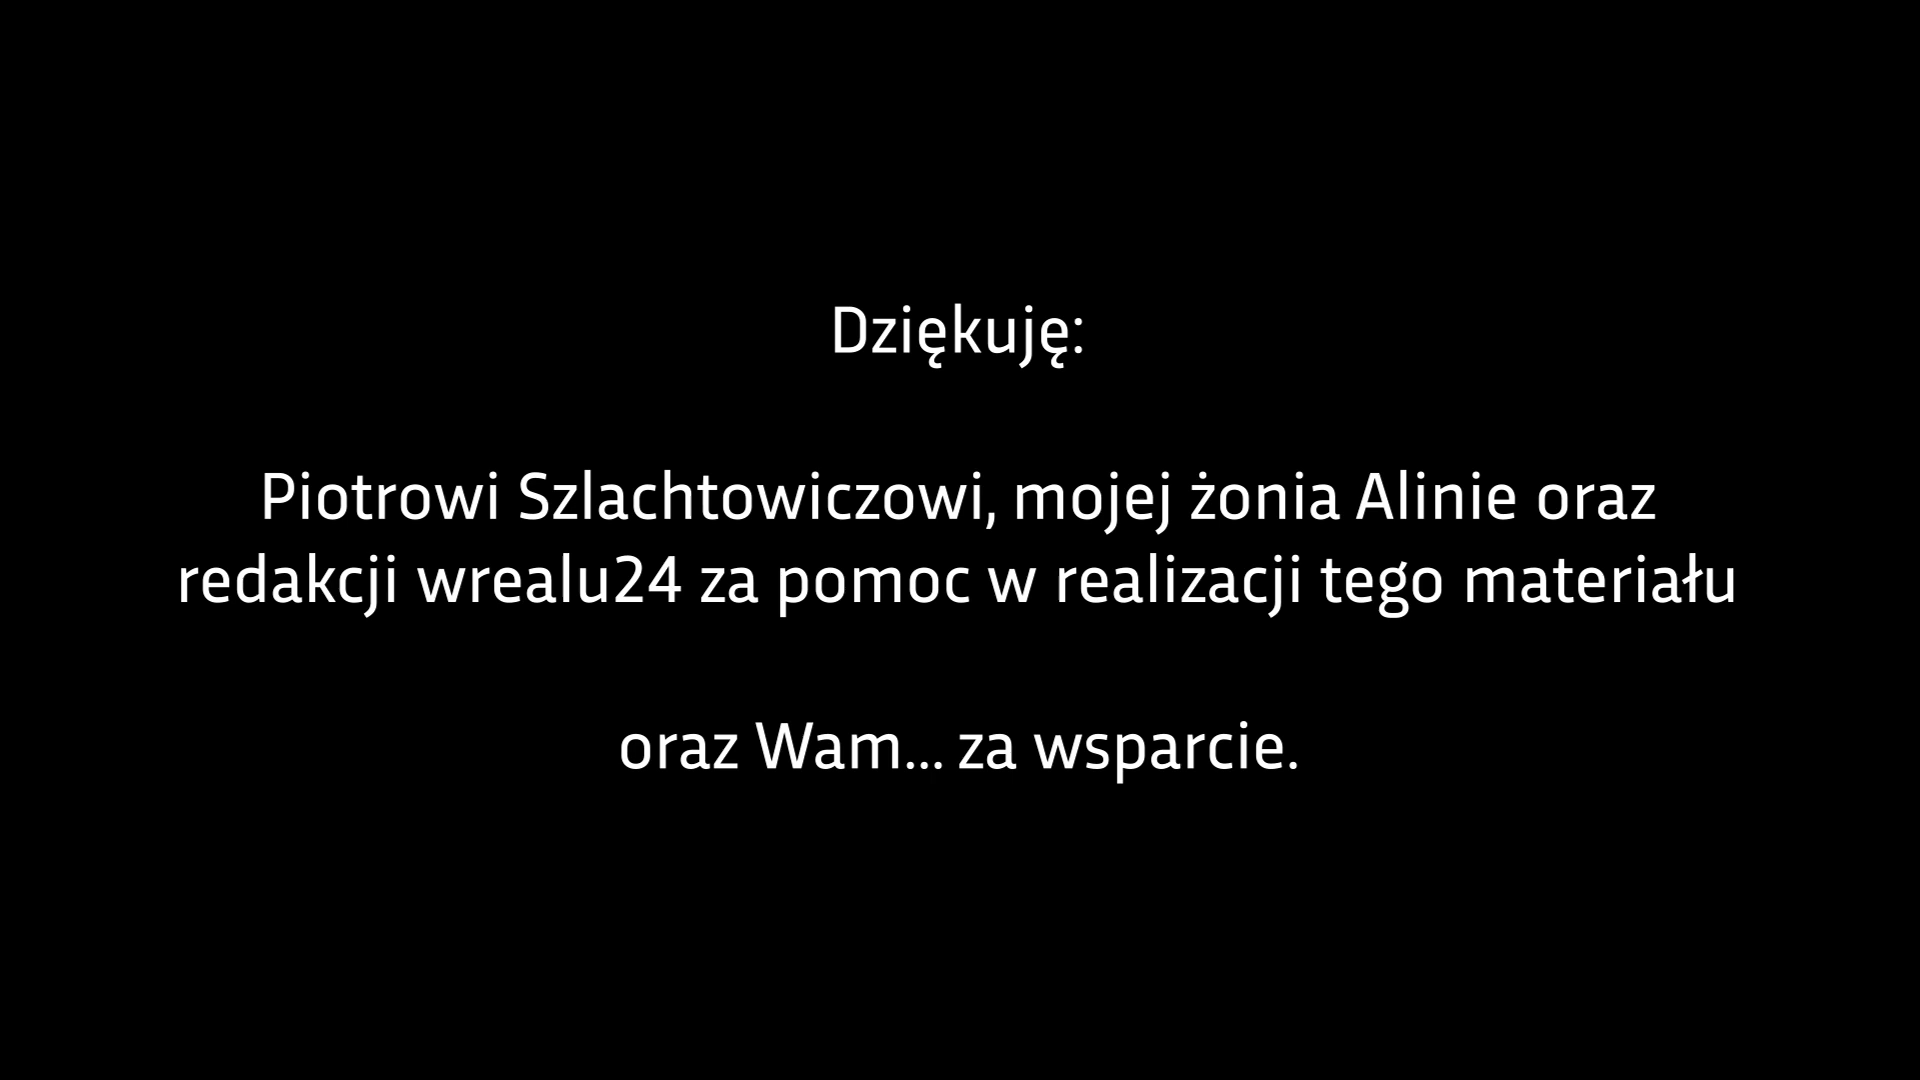 Dziękuję:
Piotrowi Szlachtowiczowi, mojej żonia Alinie oraz
redakcji wrealu24 za pomoc w realizacji tego materiału
oraz Wam... za wsparcie.